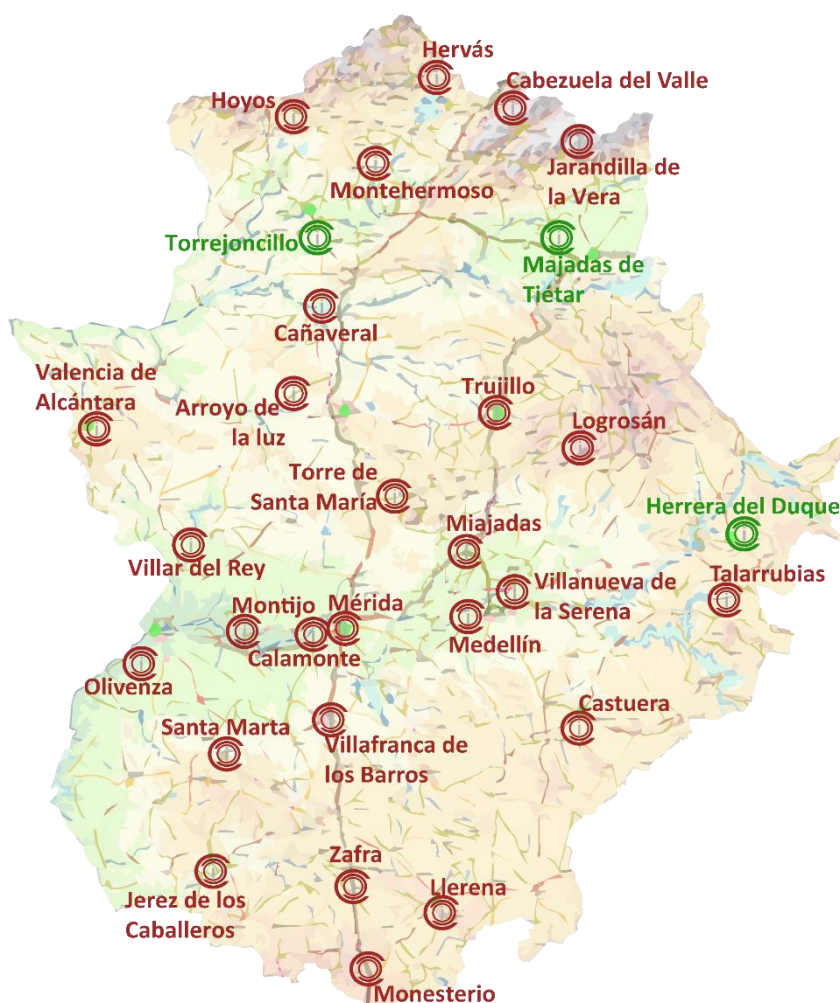 Hervás
Cabezuela del Valle
Hoyos
Jarandilla de
la Vera
Montehermoso
Torrejoncillo
Majadas de
Tiétar
Cañaveral
Valencia de
Alcántara
Arroyo de
la luz
Trujillo
Logrosán
Torre de
Santa María
Herrera del Duque
Miajadas
Villar del Rey
Talarrubias
Villanueva de
la Serena
Montijo
Mérida
Medellín
Calamonte
Olivenza
Castuera
Santa Marta
Villafranca de
los Barros
Zafra
Llerena
Jerez de los
Caballeros
Monesterio